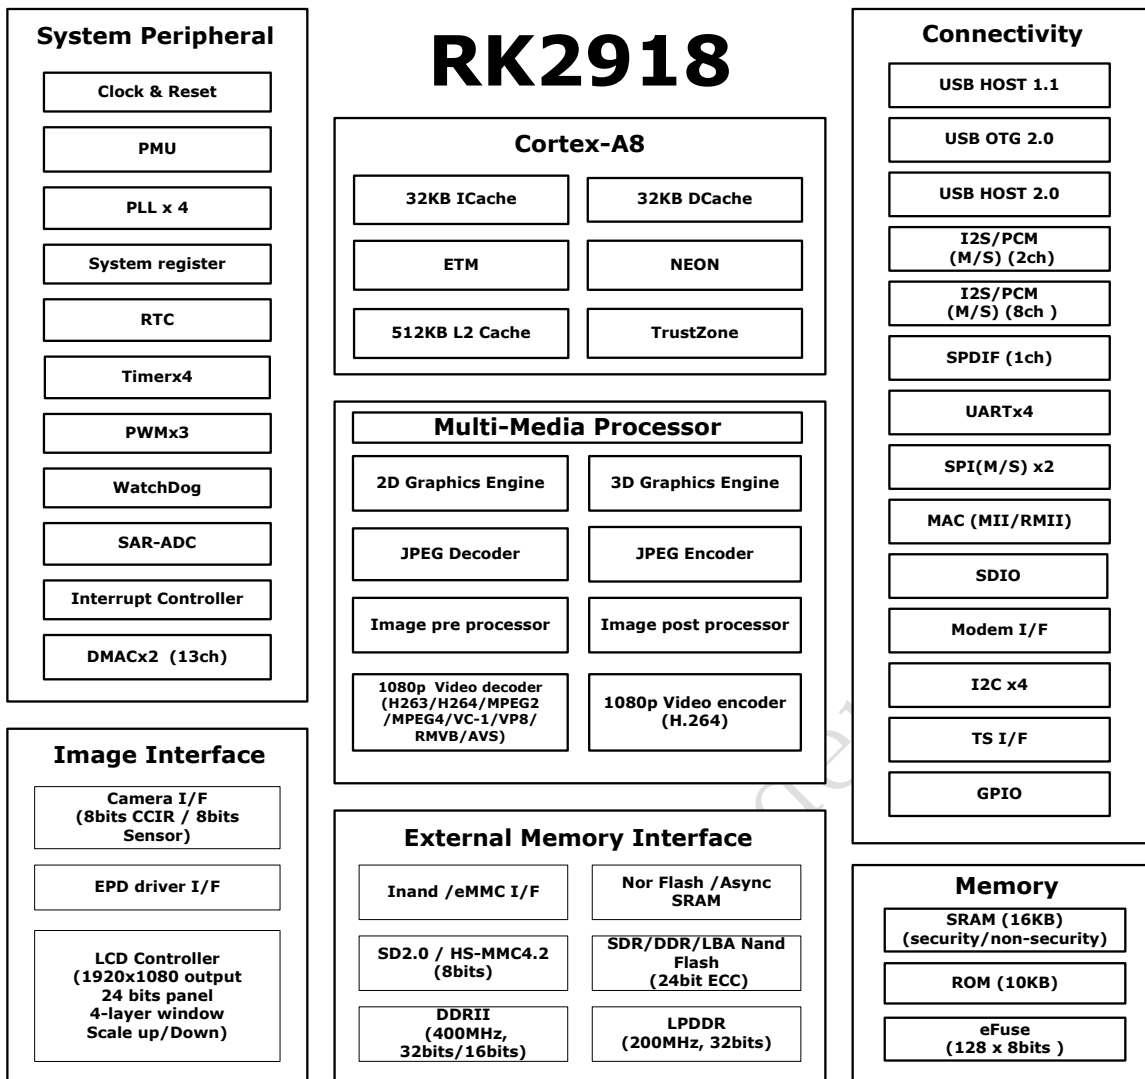 System Peripheral
Clock & Reset
PMU
PLL x 4
System register
RTC
Timerx4
PWMx3
WatchDog
SAR-ADC
Interrupt Controller
DMACx2 (13ch)
Image Interface
Camera I/F
(8bits CCIR / 8bits
Sensor)
EPD driver I/F
LCD Controller
(1920x1080 output
24 bits panel
4-layer window
Scale up/Down)
RK2918
Cortex-A8
32KB ICache
32KB DCache
ETM
NEON
512KB L2 Cache
TrustZone
Multi-Media Processor
2D Graphics Engine
3D Graphics Engine
JPEG Decoder
JPEG Encoder
Image pre processor
Image post processor
1080p Video decoder
(H263/H264/MPEG2
/MPEG4/VC-1/VP8/
RMVB/AVS)
1080p Video encoder
(H.264)
External Memory Interface
Inand /eMMC I/F
Nor Flash /Async
SRAM
SD2.0 / HS-MMC4.2
(8bits)
SDR/DDR/LBA Nand
Flash
(24bit ECC)
DDRII
(400MHz,
32bits/16bits)
LPDDR
(200MHz, 32bits)
Connectivity
USB HOST 1.1
USB OTG 2.0
USB HOST 2.0
I2S/PCM
(M/S) (2ch)
I2S/PCM
(M/S) (8ch )
SPDIF (1ch)
UARTx4
SPI(M/S) x2
MAC (MII/RMII)
SDIO
Modem I/F
I2C x4
TS I/F
GPIO
Memory
SRAM (16KB)
(security/non-security)
ROM (10KB)
eFuse
(128 x 8bits )